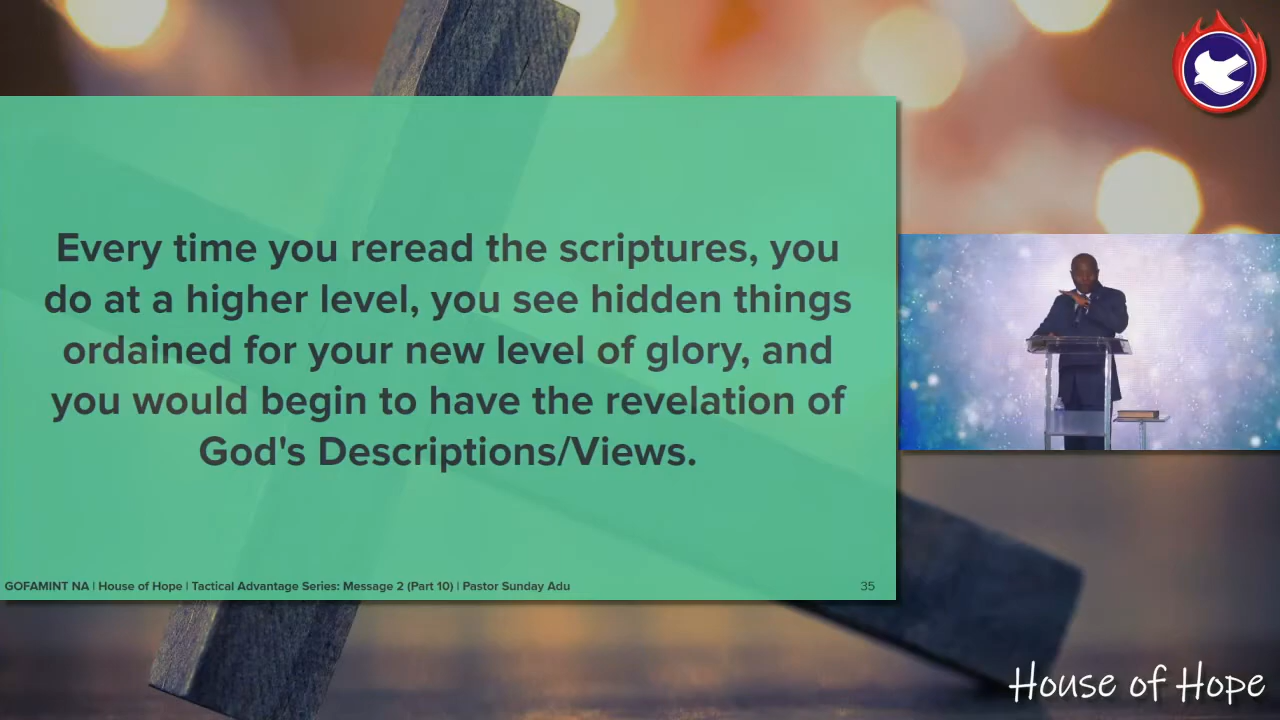 Every time you reread the scriptures, you
do at a higher level, you see hidden things
ordained for your new level of glory, and
you would begin to have the revelation of
God's Descriptions/Views.
GOFAMINT NA | House of Hope | Tactical Advantage Series: Message 2 (Part 10) | Pastor Sunday Adu
35
House of Hope